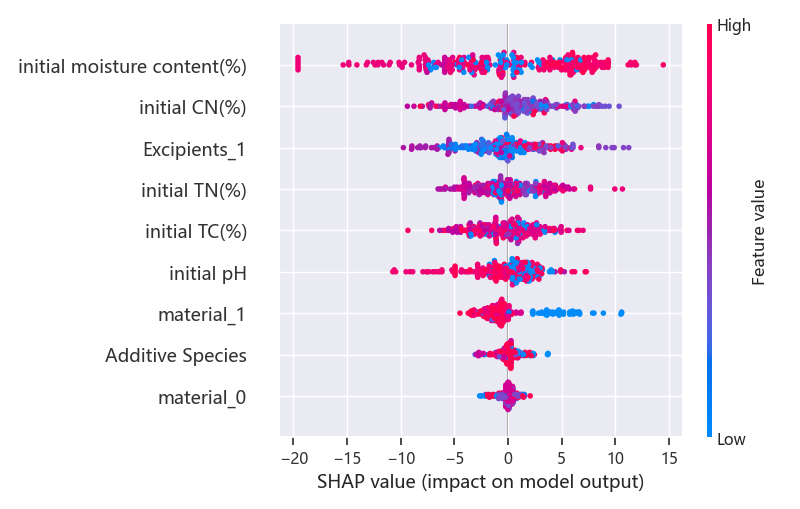 High
initial moisture content(%)
initial CN(%)
Excipients_1
initial TN(%)
initial TC(%)
initial pH
material_1
Additive Species
material_0
Feature value
Low
−20 −15 −10 −5 0 5 10 15
SHAP value (impact on model output)